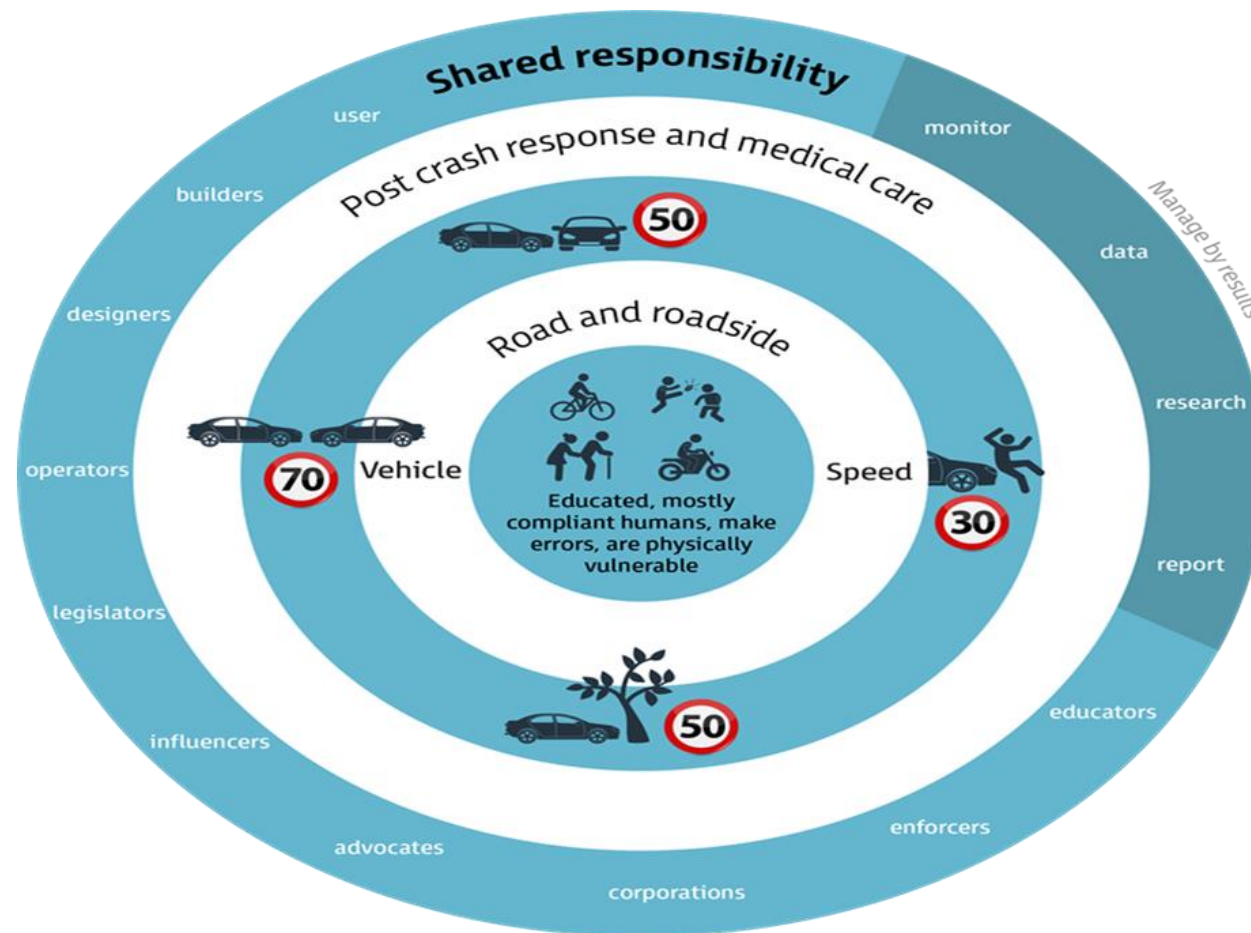 Shared responsibility
user
monitor
Post crash response and medical care
builders
Manage by results
50
data
designers
Road and roadside
research
operators
70
Vehicle
Speed
30
Educated, mostly
compliant humans, make
errors, are physically
vulnerable
report
legislators
50
educators
influencers
enforcers
advocates
corporations